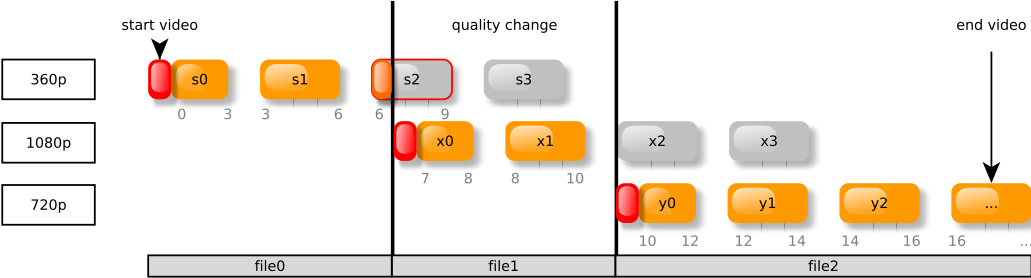 start video quality change end video
360p s0 s1 s2 s3
0 3 3 6 6 9
1080p x0 x1 x2 x3
7 8 8 10
720p y0 y1 y2 ...
10 12 12 14 14 16 16 ...
file0 file1 file2